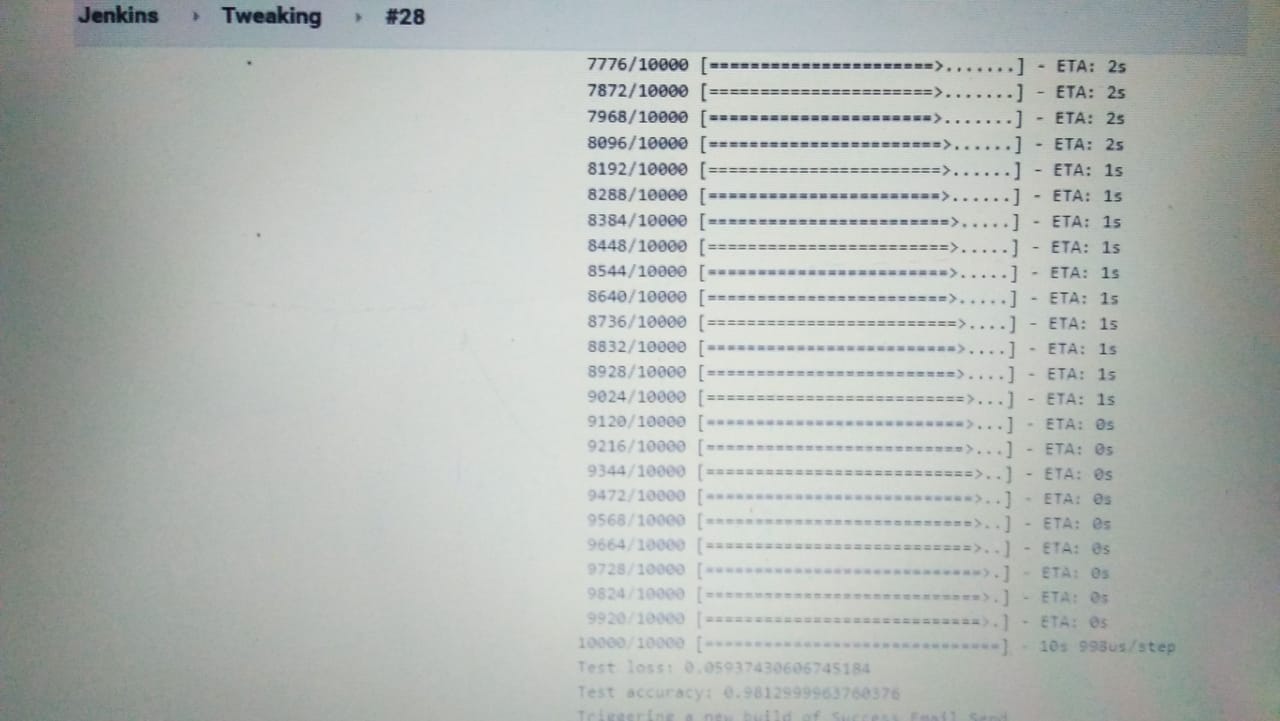 Jenkins › Tweaking › #28
7776/10000 [======================>.......] - ETA: 2s
7872/10000 [======================>.......] - ETA: 2s
7968/10000 [======================>.......] - ETA: 2s
8096/10000 [=======================>......] - ETA: 2s
8192/10000 [=======================>......] - ETA: 1s
8288/10000 [=======================>......] - ETA: 1s
8384/10000 [========================>.....] - ETA: 1s
8448/10000 [========================>.....] - ETA: 1s
8544/10000 [========================>.....] - ETA: 1s
8640/10000 [========================>.....] - ETA: 1s
8736/10000 [=========================>....] - ETA: 1s
8832/10000 [=========================>....] - ETA: 1s
8928/10000 [=========================>....] - ETA: 1s
9024/10000 [==========================>...] - ETA: 1s
9120/10000 [==========================>...] - ETA: 0s
9216/10000 [==========================>...] - ETA: 0s
9344/10000 [===========================>..] - ETA: 0s
9472/10000 [===========================>..] - ETA: 0s
9568/10000 [===========================>..] - ETA: 0s
9664/10000 [===========================>..] - ETA: 0s
9728/10000 [============================>.] - ETA: 0s
9824/10000 [============================>.] - ETA: 0s
9920/10000 [============================>.] - ETA: 0s
10000/10000 [==============================] - 10s 998us/step
Test loss: 0.05937430606745184
Test accuracy: 0.9812999963760376
Triggering a new build of Success Email Send